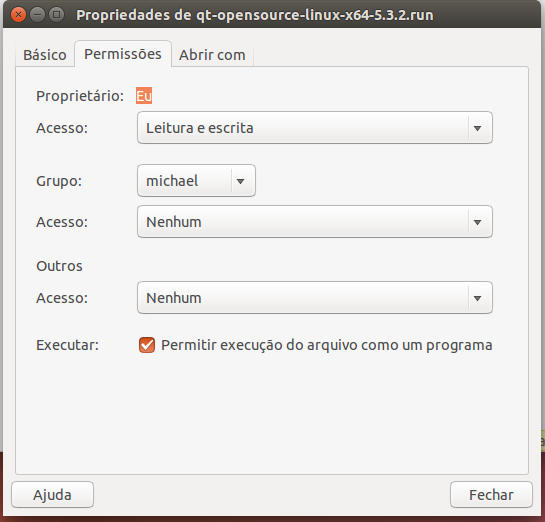 Propriedades de qt-opensource-linux-x64-5.3.2.run
Básico Permissões Abrir com
Proprietário: Eu
Acesso: Leitura e escrita
Grupo: michael
Acesso: Nenhum
Outros
Acesso: Nenhum
Executar: Permitir execução do arquivo como um programa
Ajuda Fechar